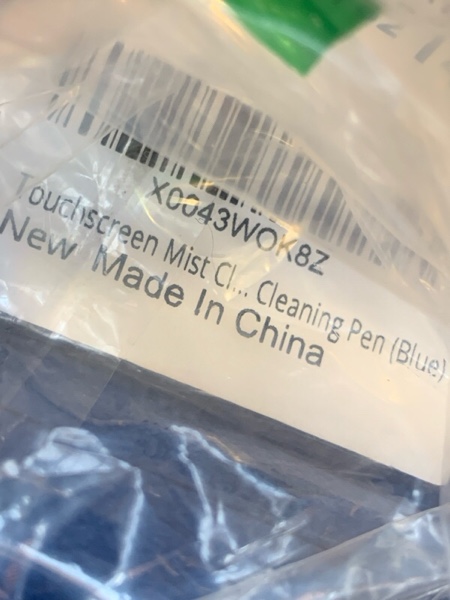 X0043WOK8Z
Touchscreen Mist Cl... Cleaning Pen (Blue)
New Made In China